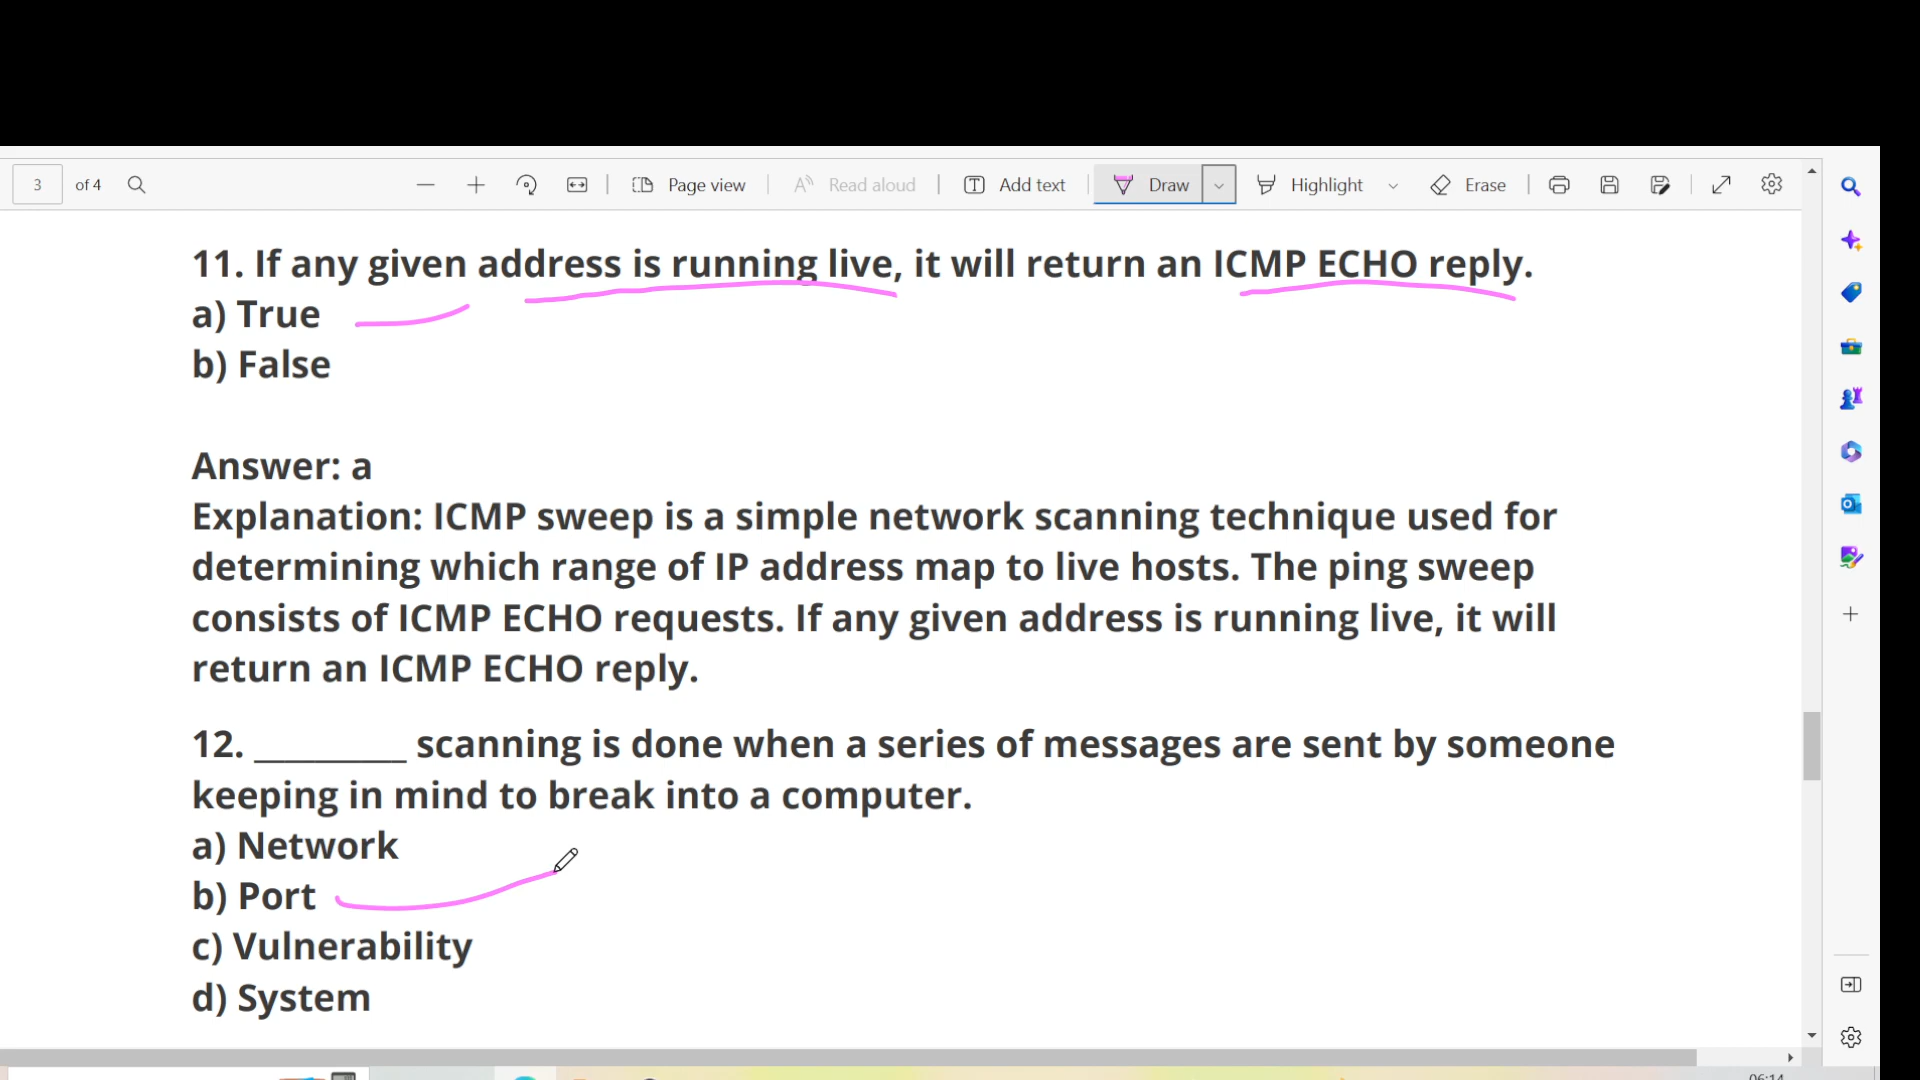 3 of 4 Page view Read aloud Add text Draw Highlight Erase
11. If any given address is running live, it will return an ICMP ECHO reply.
a) True
b) False
Answer: a
Explanation: ICMP sweep is a simple network scanning technique used for
determining which range of IP address map to live hosts. The ping sweep
consists of ICMP ECHO requests. If any given address is running live, it will
return an ICMP ECHO reply.
12. __________ scanning is done when a series of messages are sent by someone
keeping in mind to break into a computer.
a) Network
b) Port
c) Vulnerability
d) System